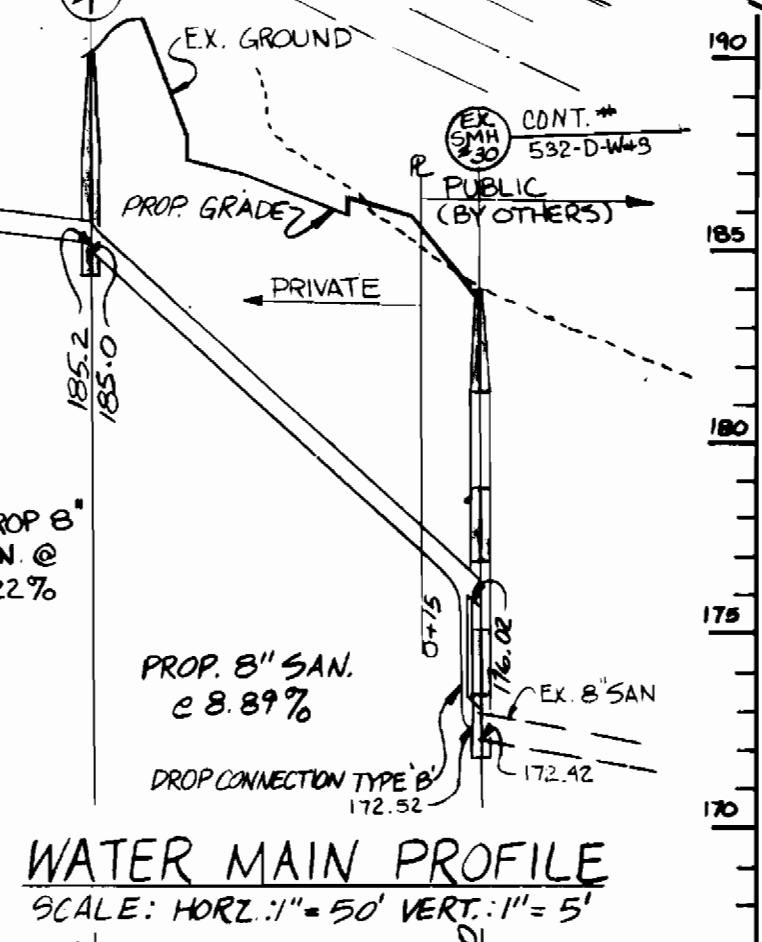 1
EX. GROUND
190
EX.
SMH
#30
CONT. #
532-D-W+S
PL
PUBLIC
(BY OTHERS)
PROP. GRADE
185
PRIVATE
185.2
185.0
180
8"
@
22%
175
0+15
176.02
PROP. 8" SAN.
@ 8.89%
EX. 8" SAN
DROP CONNECTION TYPE 'B'
172.52
172.42
170
WATER MAIN PROFILE
SCALE: HORZ.: 1" = 50' VERT.: 1" = 5'